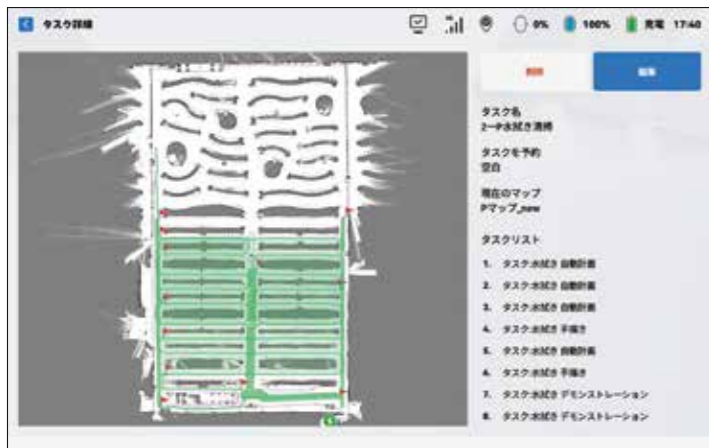 タスク詳細
0%
100%
充電
17:40
削除
編集
タスク名
2一P水拭き清掃
タスクを予約
空白
現在のマップ
Pマップ_new
タスクリスト
1. タスク:水拭き 自動計画
2. タスク:水拭き 自動計画
3. タスク:水拭き 自動計画
4. タスク:水拭き 手描き
5. タスク:水拭き 自動計画
6. タスク:水拭き 手描き
7. タスク:水拭き デモンストレーション
8. タスク:水拭き デモンストレーション